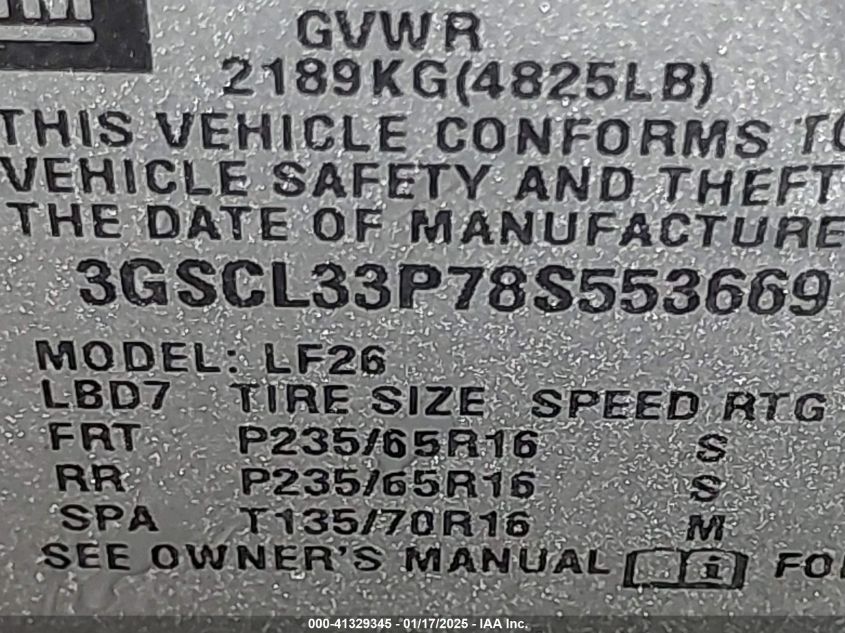 GM
GVWR
2189KG(4825LB)
THIS VEHICLE CONFORMS TO
VEHICLE SAFETY AND THEFT
THE DATE OF MANUFACTURE
3GSCL33P78S553669
MODEL: LF26
LBD7 TIRE SIZE SPEED RTG
FRT P235/65R16 S
RR P235/65R16 S
SPA T135/70R16 M
SEE OWNER'S MANUAL i FO
000-41329345 - 01/17/2025 - IAA Inc.